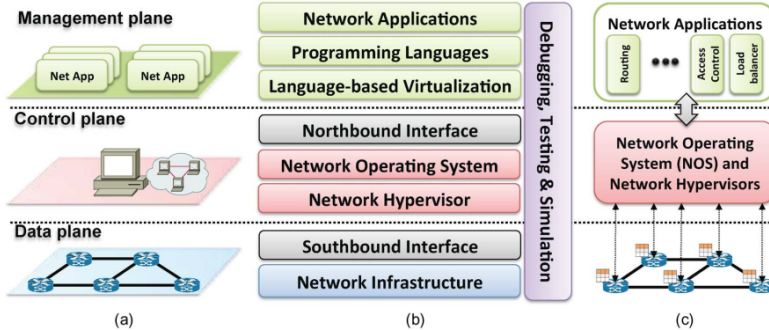 Management plane
Net App
Net App
Control plane
Data plane
(a)
Network Applications
Programming Languages
Language-based Virtualization
Northbound Interface
Network Operating System
Network Hypervisor
Southbound Interface
Network Infrastructure
Debugging, Testing & Simulation
(b)
Network Applications
Routing
•••
Access
Control
Load
balancer
Network Operating
System (NOS) and
Network Hypervisors
(c)